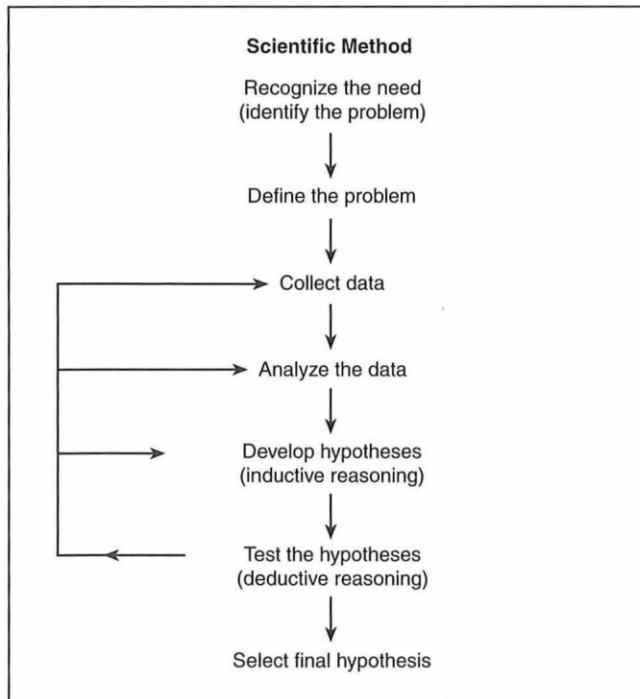 Scientific Method
Recognize the need
(identify the problem)
Define the problem
Collect data
Analyze the data
Develop hypotheses
(inductive reasoning)
Test the hypotheses
(deductive reasoning)
Select final hypothesis